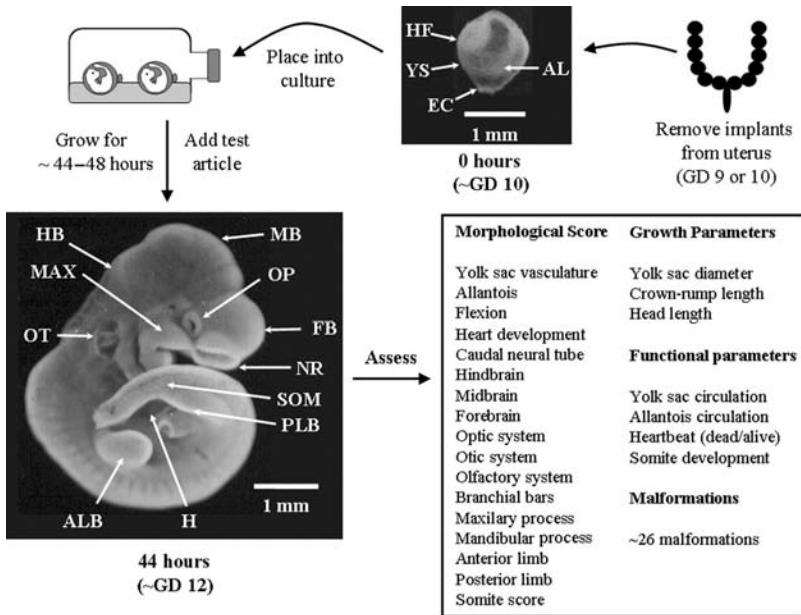 HF
YS
AL
EC
1 mm
0 hours
(~GD 10)
Remove implants
from uterus
(GD 9 or 10)
Place into
culture
Grow for
~ 44–48 hours
Add test
article
HB
MB
MAX
OP
OT
FB
NR
SOM
PLB
ALB
H
1 mm
44 hours
(~GD 12)
Assess
Morphological Score
Yolk sac vasculature
Allantois
Flexion
Heart development
Caudal neural tube
Hindbrain
Midbrain
Forebrain
Optic system
Otic system
Olfactory system
Branchial bars
Maxilary process
Mandibular process
Anterior limb
Posterior limb
Somite score
Growth Parameters
Yolk sac diameter
Crown-rump length
Head length
Functional parameters
Yolk sac circulation
Allantois circulation
Heartbeat (dead/alive)
Somite development
Malformations
~26 malformations